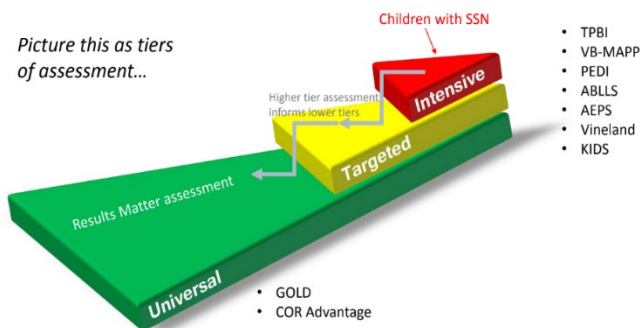 Picture this as tiers
of assessment…
Children with SSN
Higher tier assessment
informs lower tiers
Intensive
Targeted
Results Matter assessment
Universal
• TPBI
• VB-MAPP
• PEDI
• ABLLS
• AEPS
• Vineland
• KIDS
• GOLD
• COR Advantage